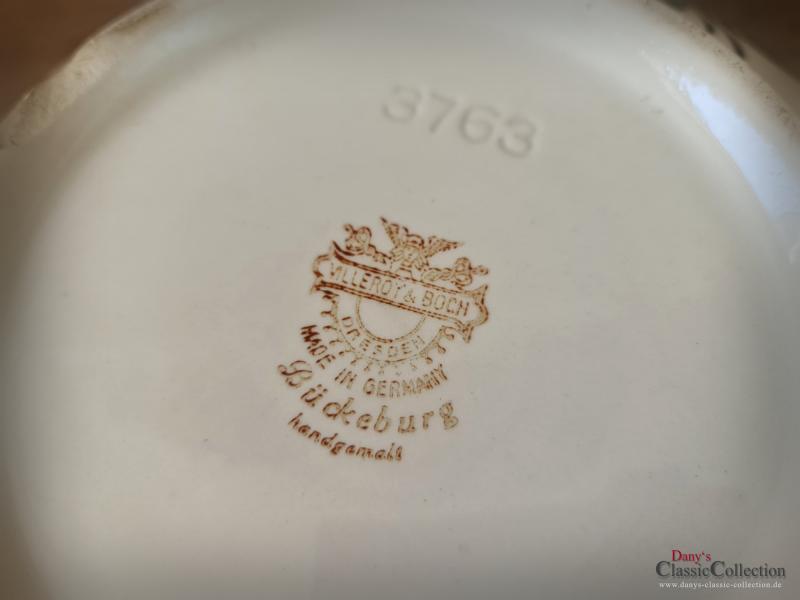 3763
VILLEROY & BOCH
DRESDEN
MADE IN GERMANY
Bückeburg
handgemalt
Dany's
ClassicCollection
www.danys-classic-collection.de